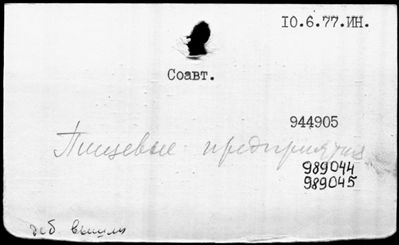 10.6.77.ИН.
Соавт.
944905
Пищевые предприятия
989044
989045